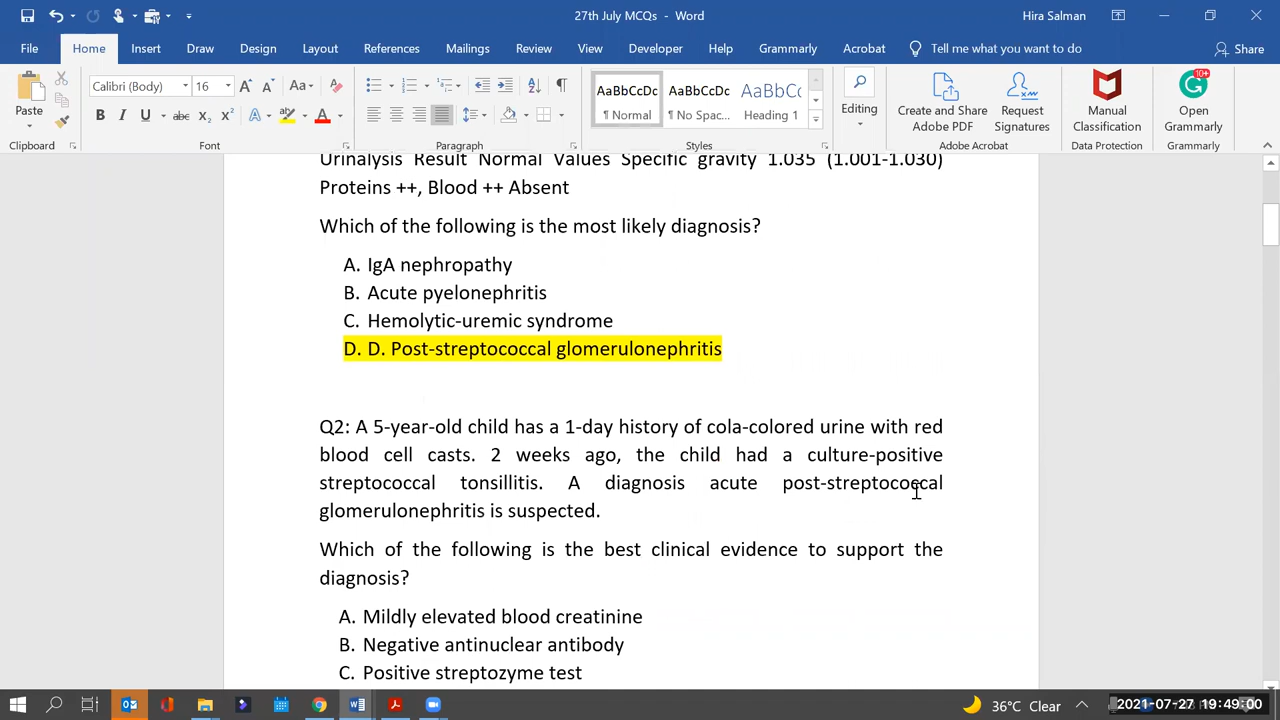 27th July MCQs - Word
Hira Salman
File Home Insert Draw Design Layout References Mailings Review View Developer Help Grammarly Acrobat Tell me what you want to do Share
Calibri (Body) 16 Aa
AaBbCcDc AaBbCcDc AaBbCc
Paste
B I U abc X2 X2 A A
¶ Normal ¶ No Spac... Heading 1
Editing
Create and Share Adobe PDF
Request Signatures
Manual Classification
10+
Open Grammarly
Clipboard Font Paragraph Styles Adobe Acrobat Data Protection Grammarly
Urinalysis Result Normal Values Specific gravity 1.035 (1.001-1.030)
Proteins ++, Blood ++ Absent
Which of the following is the most likely diagnosis?
A. IgA nephropathy
B. Acute pyelonephritis
C. Hemolytic-uremic syndrome
D. D. Post-streptococcal glomerulonephritis
Q2: A 5-year-old child has a 1-day history of cola-colored urine with red
blood cell casts. 2 weeks ago, the child had a culture-positive
streptococcal tonsillitis. A diagnosis acute post-streptococcal
glomerulonephritis is suspected.
Which of the following is the best clinical evidence to support the
diagnosis?
A. Mildly elevated blood creatinine
B. Negative antinuclear antibody
C. Positive streptozyme test
36°C Clear
2021-07-27 19:49:00